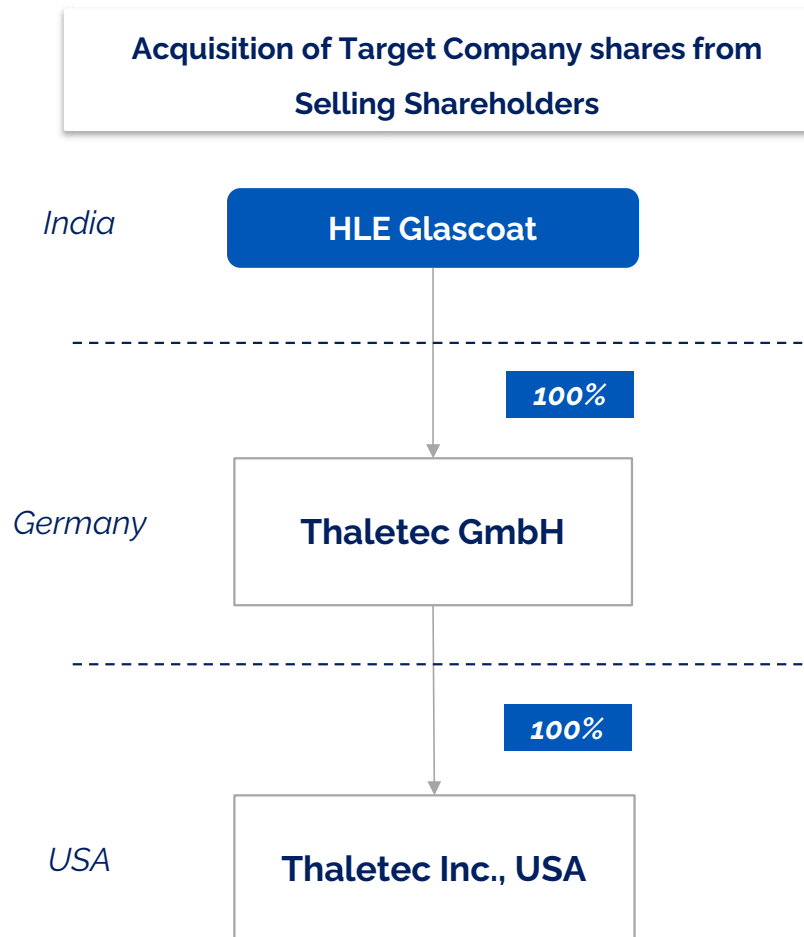 Acquisition of Target Company shares from
Selling Shareholders
India
HLE Glascoat
100%
Germany
Thaletec GmbH
100%
USA
Thaletec Inc., USA